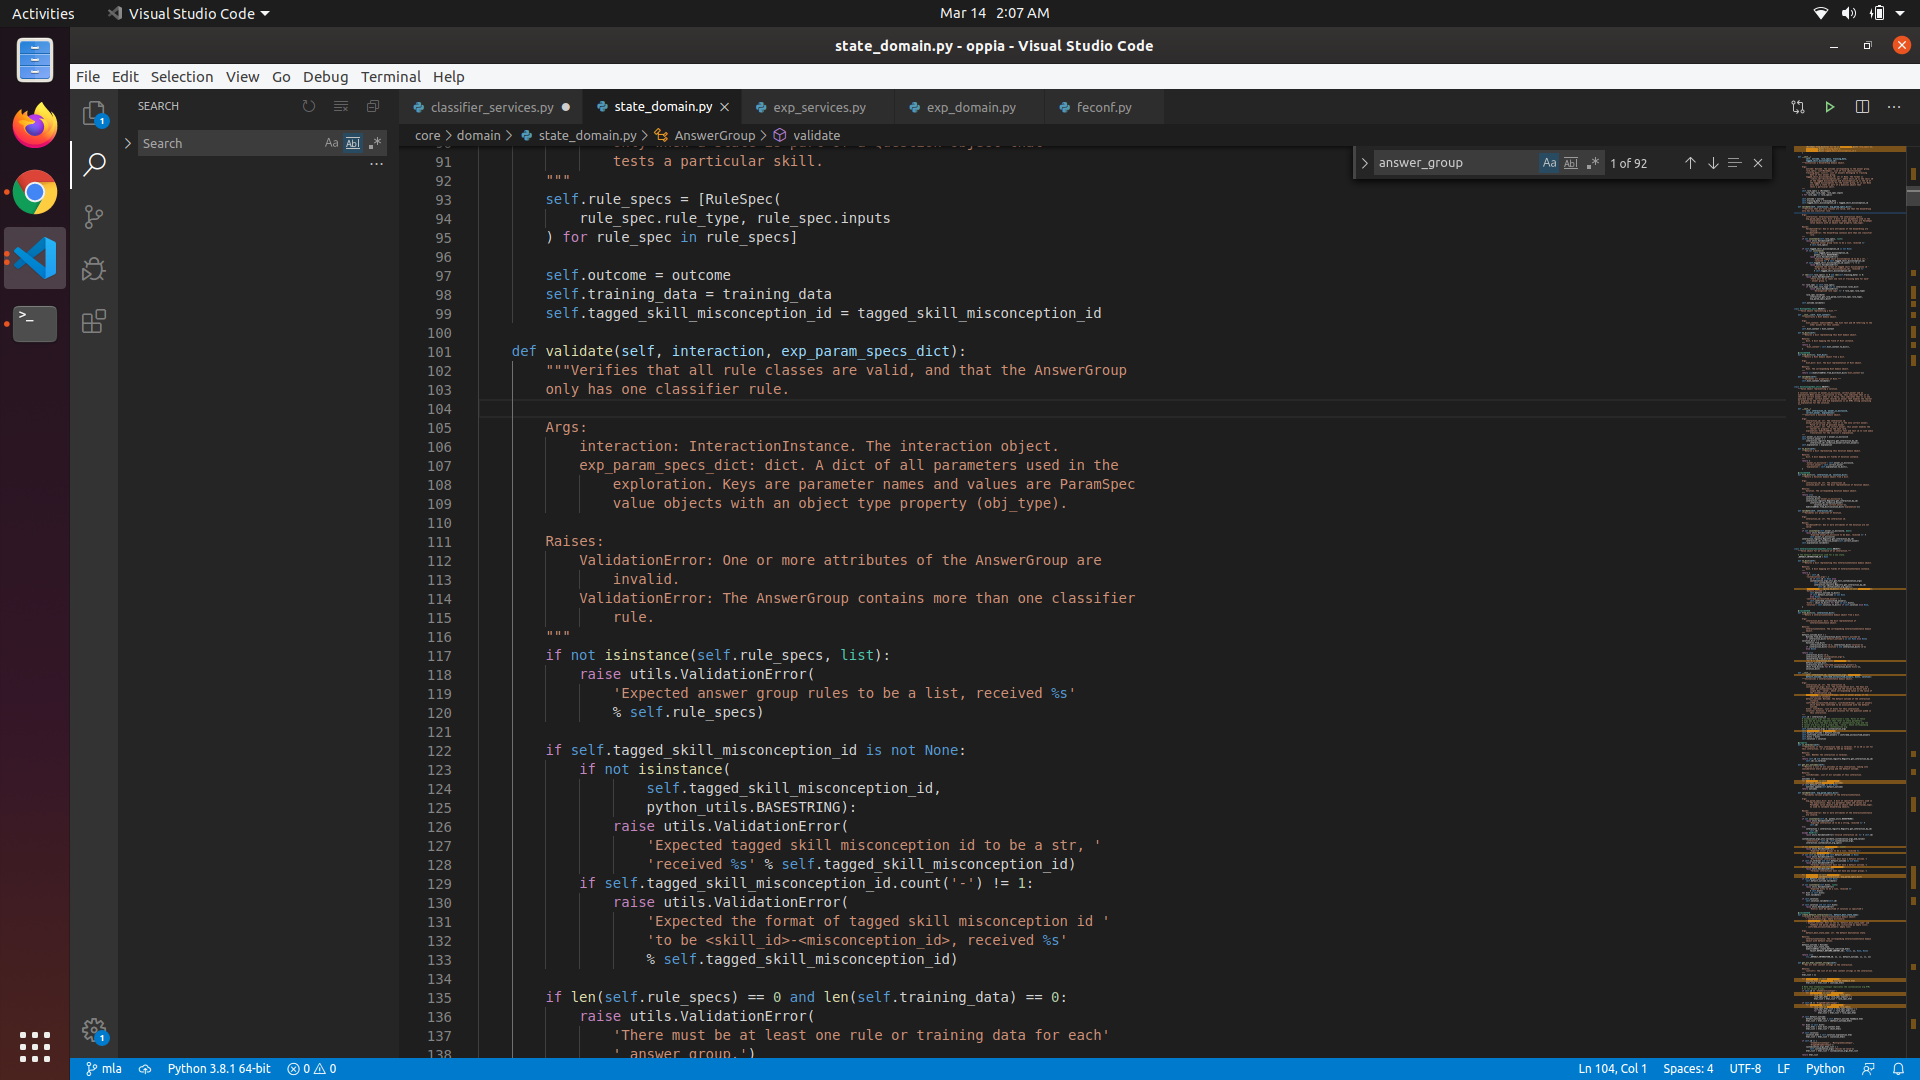 Activities
Visual Studio Code
Mar 14 2:07 AM
state_domain.py - oppia - Visual Studio Code
File Edit Selection View Go Debug Terminal Help
SEARCH
Search
Aa Abl .*
classifier_services.py
state_domain.py
exp_services.py
exp_domain.py
feconf.py
core > domain > state_domain.py > AnswerGroup > validate
answer_group
Aa Abl .*
1 of 92
91 tests a particular skill.
92 """
93 self.rule_specs = [RuleSpec(
94 rule_spec.rule_type, rule_spec.inputs
95 ) for rule_spec in rule_specs]
96
97 self.outcome = outcome
98 self.training_data = training_data
99 self.tagged_skill_misconception_id = tagged_skill_misconception_id
100
101 def validate(self, interaction, exp_param_specs_dict):
102 """Verifies that all rule classes are valid, and that the AnswerGroup
103 only has one classifier rule.
104
105 Args:
106 interaction: InteractionInstance. The interaction object.
107 exp_param_specs_dict: dict. A dict of all parameters used in the
108 exploration. Keys are parameter names and values are ParamSpec
109 value objects with an object type property (obj_type).
110
111 Raises:
112 ValidationError: One or more attributes of the AnswerGroup are
113 invalid.
114 ValidationError: The AnswerGroup contains more than one classifier
115 rule.
116 """
117 if not isinstance(self.rule_specs, list):
118 raise utils.ValidationError(
119 'Expected answer group rules to be a list, received %s'
120 % self.rule_specs)
121
122 if self.tagged_skill_misconception_id is not None:
123 if not isinstance(
124 self.tagged_skill_misconception_id,
125 python_utils.BASESTRING):
126 raise utils.ValidationError(
127 'Expected tagged skill misconception id to be a str, '
128 'received %s' % self.tagged_skill_misconception_id)
129 if self.tagged_skill_misconception_id.count('-') != 1:
130 raise utils.ValidationError(
131 'Expected the format of tagged skill misconception id '
132 'to be <skill_id>-<misconception_id>, received %s'
133 % self.tagged_skill_misconception_id)
134
135 if len(self.rule_specs) == 0 and len(self.training_data) == 0:
136 raise utils.ValidationError(
137 'There must be at least one rule or training data for each'
138 ' answer group.')
1
1
mla
Python 3.8.1 64-bit
0 0
Ln 104, Col 1
Spaces: 4
UTF-8
LF
Python